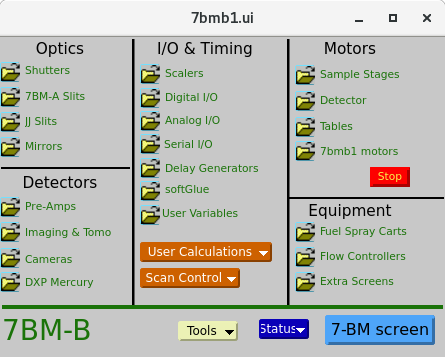 7bmb1.ui
Optics
Shutters
7BM-A Slits
JJ Slits
Mirrors
Detectors
Pre-Amps
Imaging & Tomo
Cameras
DXP Mercury
I/O & Timing
Scalers
Digital I/O
Analog I/O
Serial I/O
Delay Generators
softGlue
User Variables
User Calculations
Scan Control
Motors
Sample Stages
Detector
Tables
7bmb1 motors
Stop
Equipment
Fuel Spray Carts
Flow Controllers
Extra Screens
7BM-B
Tools
Status
7-BM screen